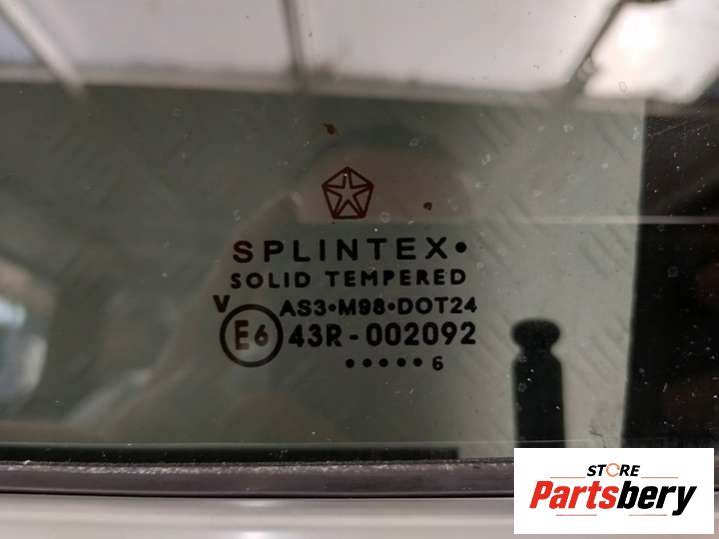 SPLINTEX•
SOLID TEMPERED
V AS3•M98•DOT24
E6 43R-002092
•••••6
STORE
Partsbery